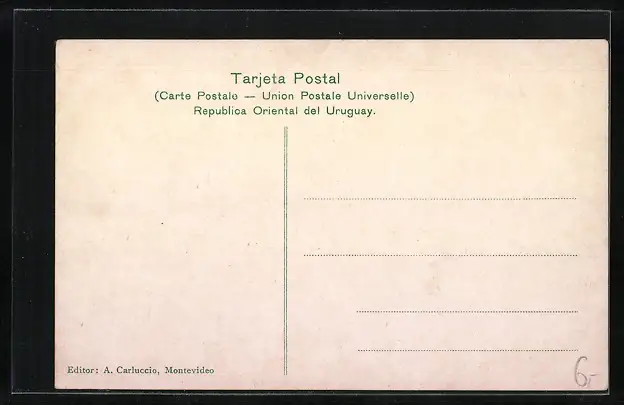 Tarjeta Postal
(Carte Postale — Union Postale Universelle)
Republica Oriental del Uruguay.
Editor: A. Carluccio, Montevideo
6,-